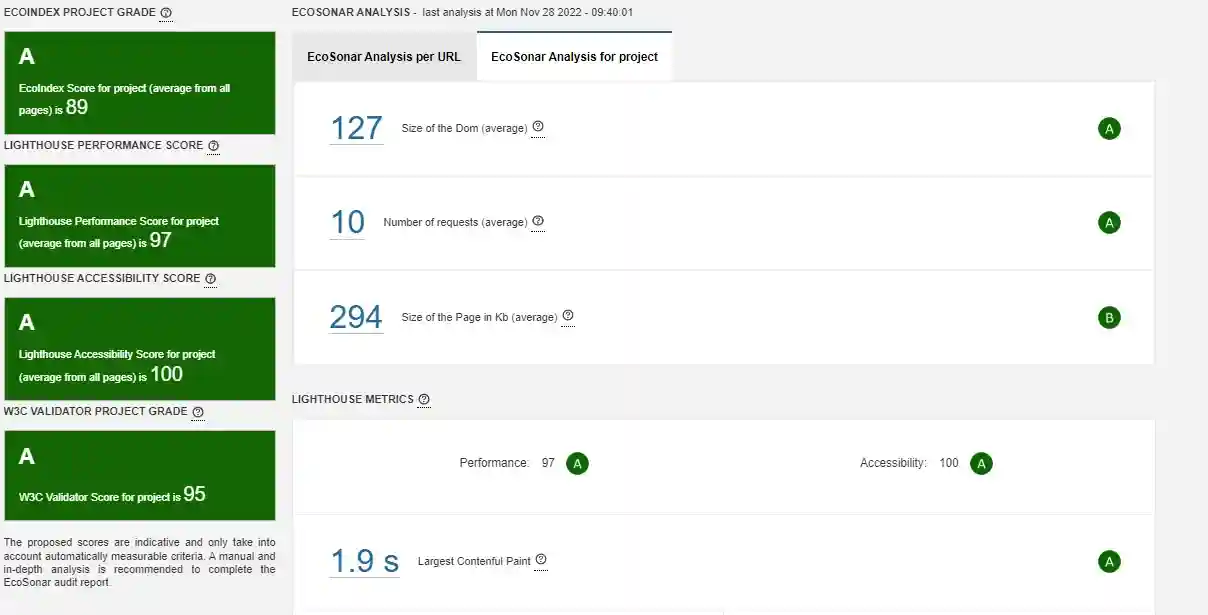 ECOINDEX PROJECT GRADE
A
EcoIndex Score for project (average from all
pages) is 89
LIGHTHOUSE PERFORMANCE SCORE
A
Lighthouse Performance Score for project
(average from all pages) is 97
LIGHTHOUSE ACCESSIBILITY SCORE
A
Lighthouse Accessibility Score for project
(average from all pages) is 100
W3C VALIDATOR PROJECT GRADE
A
W3C Validator Score for project is 95
The proposed scores are indicative and only take into
account automatically measurable criteria. A manual and
in-depth analysis is recommended to complete the
EcoSonar audit report.
ECOSONAR ANALYSIS - last analysis at Mon Nov 28 2022 - 09:40:01
EcoSonar Analysis per URL EcoSonar Analysis for project
127 Size of the Dom (average) A
10 Number of requests (average) A
294 Size of the Page in Kb (average) B
LIGHTHOUSE METRICS
Performance: 97 A Accessibility: 100 A
1.9 s Largest Contenful Paint A